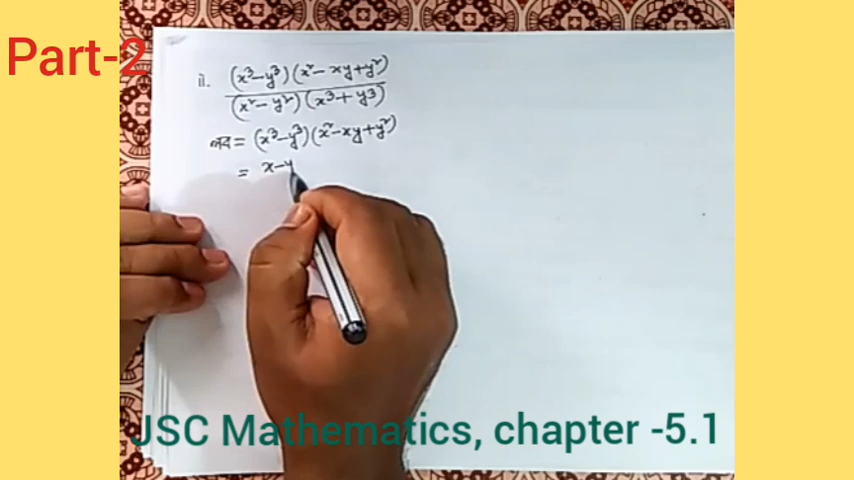 Part-2
ii. (x³-y³)(x²-xy+y²)
(x²-y²)(x³+y³)
লব = (x³-y³)(x²-xy+y²)
= x-y
JSC Mathematics, chapter -5.1